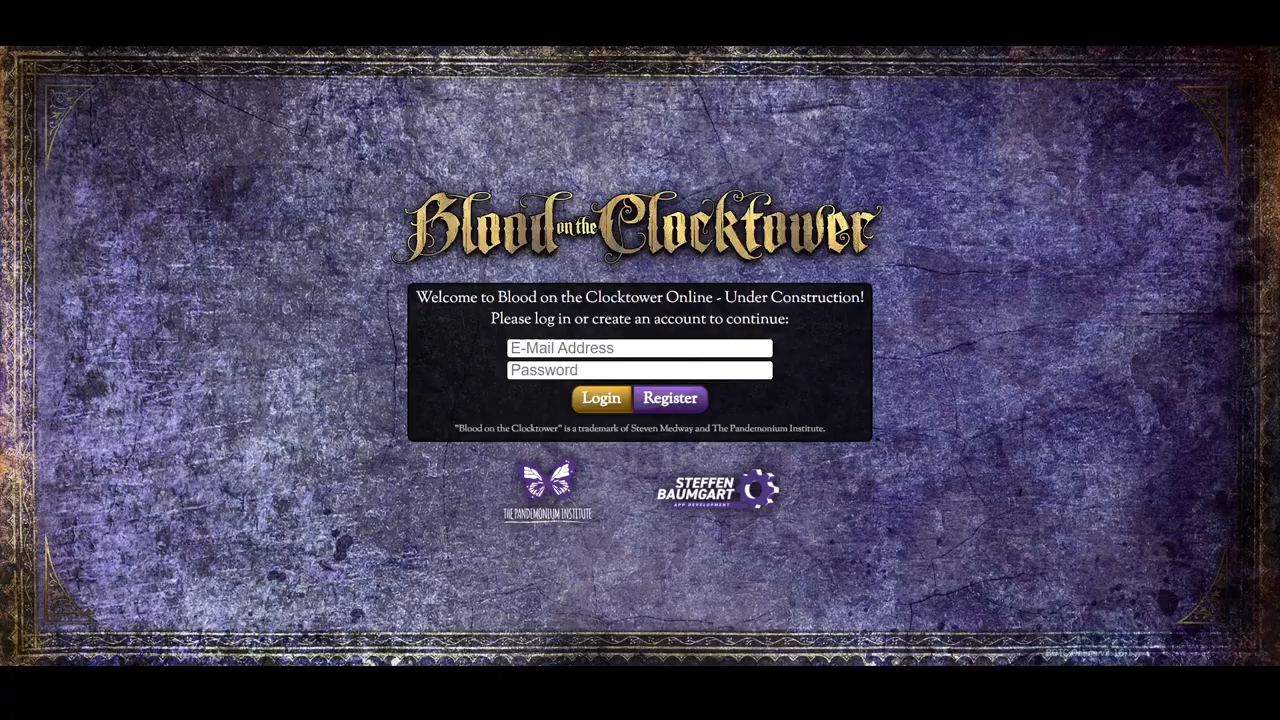 Blood on the Clocktower
Welcome to Blood on the Clocktower Online - Under Construction!
Please log in or create an account to continue:
E-Mail Address
Password
Login Register
"Blood on the Clocktower" is a trademark of Steven Medway and The Pandemonium Institute.
THE PANDEMONIUM INSTITUTE
STEFFEN
BAUMGART
APP DEVELOPMENT